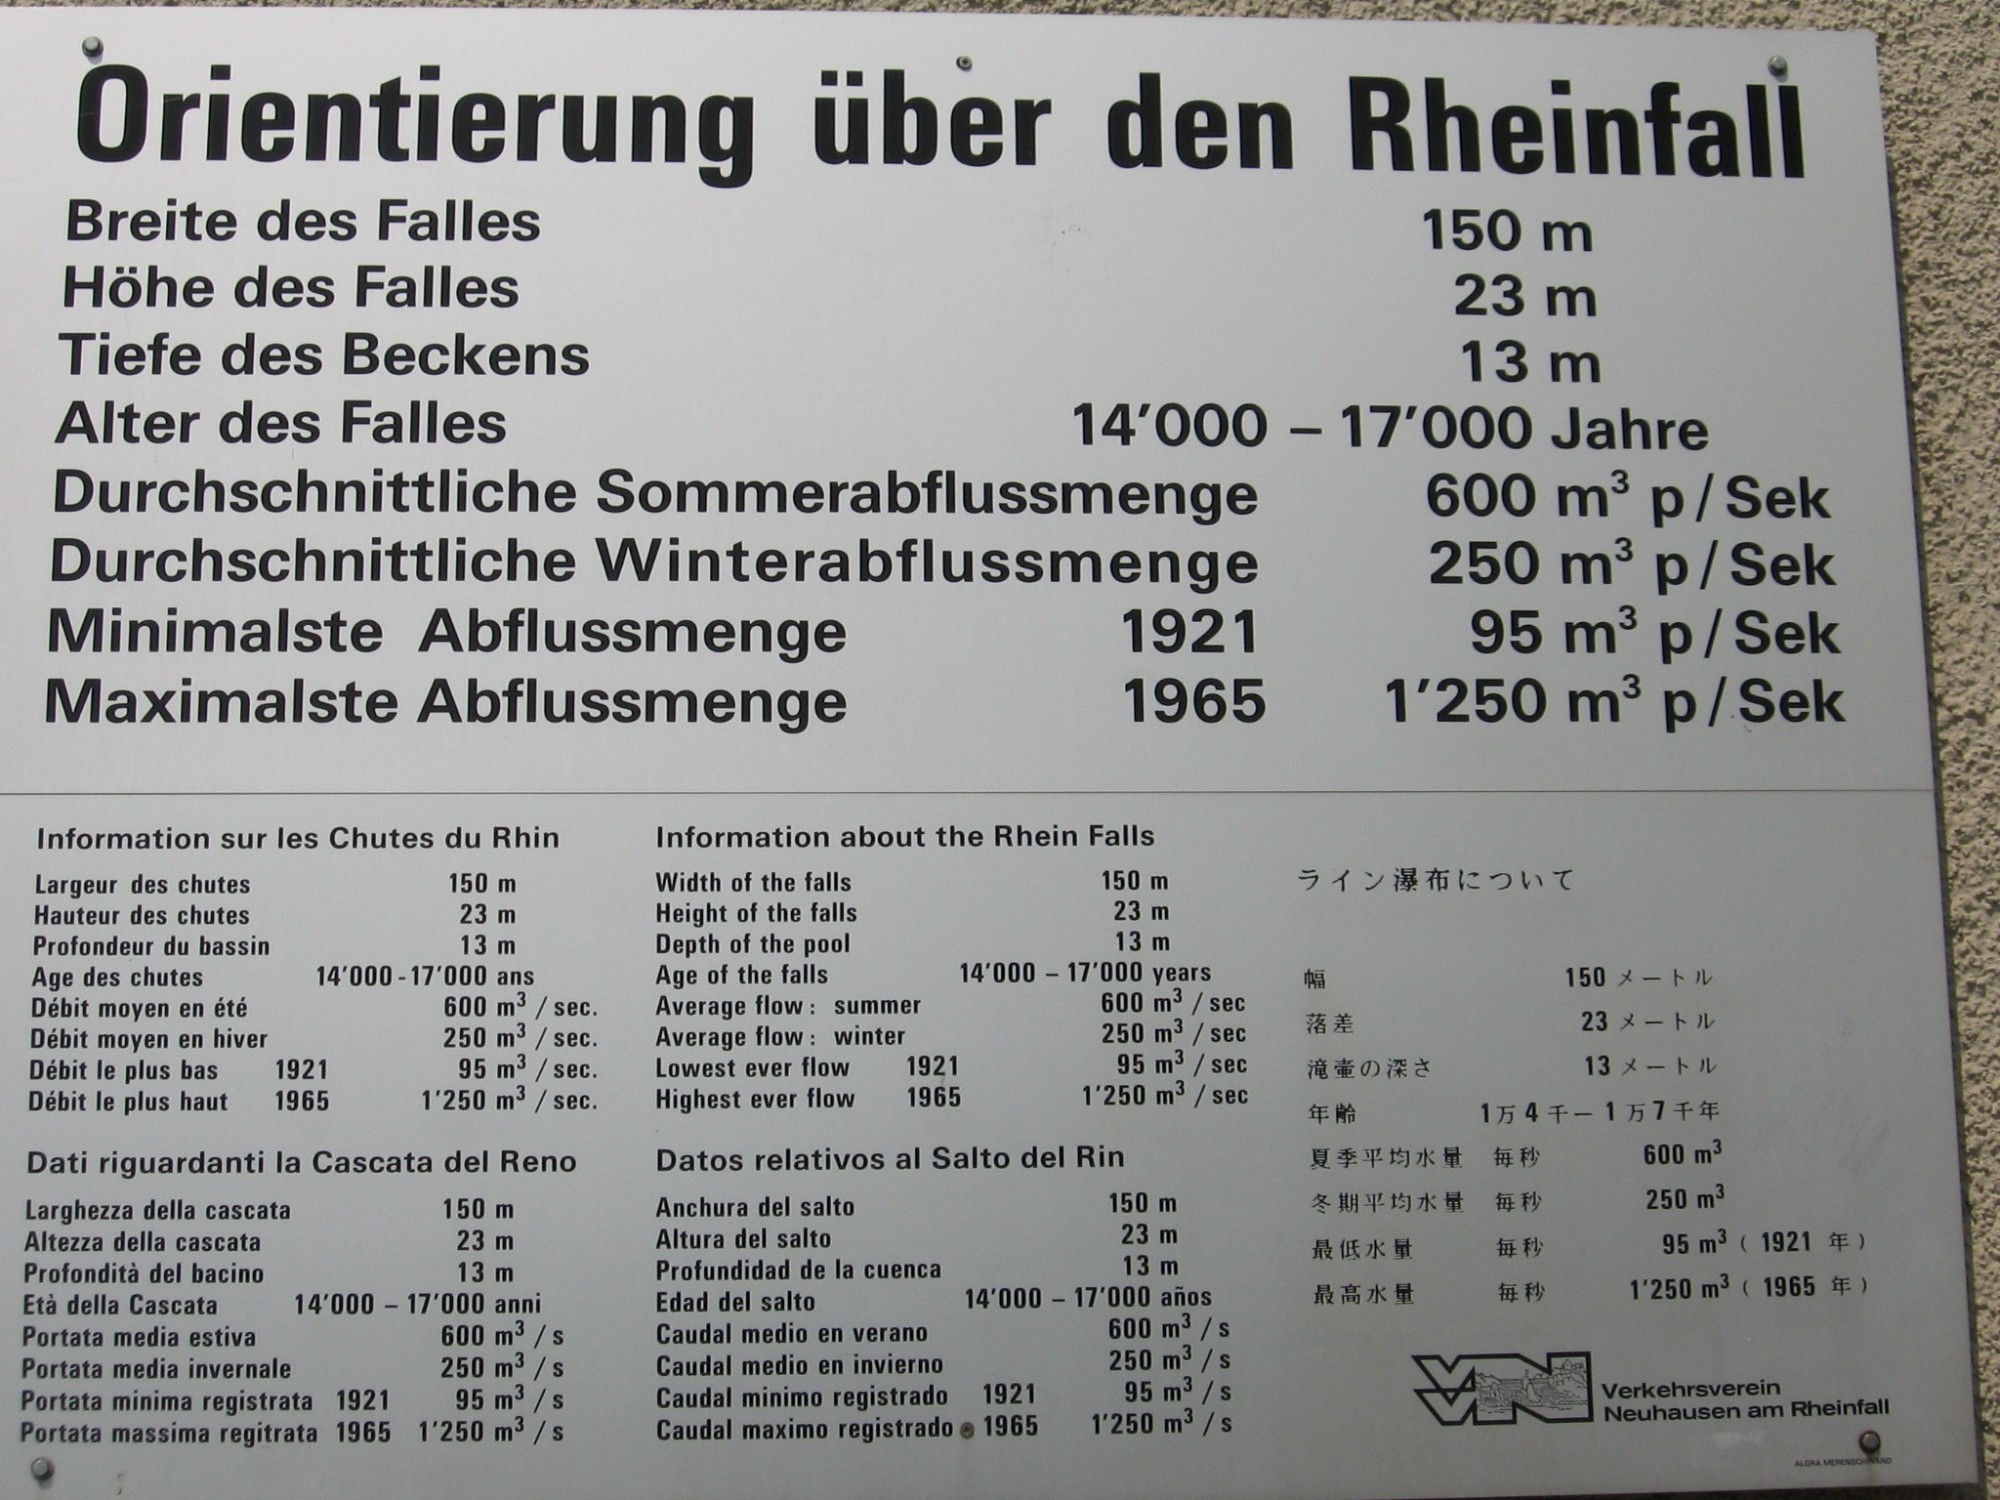 Orientierung über den Rheinfall
Breite des Falles 150 m
Höhe des Falles 23 m
Tiefe des Beckens 13 m
Alter des Falles 14'000 – 17'000 Jahre
Durchschnittliche Sommerabflussmenge 600 m³ p/Sek
Durchschnittliche Winterabflussmenge 250 m³ p/Sek
Minimalste Abflussmenge 1921 95 m³ p/Sek
Maximalste Abflussmenge 1965 1'250 m³ p/Sek
Information sur les Chutes du Rhin
Largeur des chutes 150 m
Hauteur des chutes 23 m
Profondeur du bassin 13 m
Age des chutes 14'000 - 17'000 ans
Débit moyen en été 600 m³ / sec.
Débit moyen en hiver 250 m³ / sec.
Débit le plus bas 1921 95 m³ / sec.
Débit le plus haut 1965 1'250 m³ / sec.
Information about the Rhein Falls
Width of the falls 150 m
Height of the falls 23 m
Depth of the pool 13 m
Age of the falls 14'000 – 17'000 years
Average flow: summer 600 m³ / sec
Average flow: winter 250 m³ / sec
Lowest ever flow 1921 95 m³ / sec
Highest ever flow 1965 1'250 m³ / sec
Dati riguardanti la Cascata del Reno
Larghezza della cascata 150 m
Altezza della cascata 23 m
Profondità del bacino 13 m
Età della Cascata 14'000 – 17'000 anni
Portata media estiva 600 m³ / s
Portata media invernale 250 m³ / s
Portata minima registrata 1921 95 m³ / s
Portata massima regitrata 1965 1'250 m³ / s
Datos relativos al Salto del Rin
Anchura del salto 150 m
Altura del salto 23 m
Profundidad de la cuenca 13 m
Edad del salto 14'000 – 17'000 años
Caudal medio en verano 600 m³ / s
Caudal medio en invierno 250 m³ / s
Caudal minimo registrado 1921 95 m³ / s
Caudal maximo registrado 1965 1'250 m³ / s
ライン瀑布について
幅 150 メートル
落差 23 メートル
滝壷の深さ 13 メートル
年齢 1万4千ー1万7千年
夏季平均水量 毎秒 600 m³
冬期平均水量 毎秒 250 m³
最低水量 毎秒 95 m³ ( 1921 年 )
最高水量 毎秒 1'250 m³ ( 1965 年 )
VVN
Verkehrsverein
Neuhausen am Rheinfall
ALGRA MERENSCHWAND